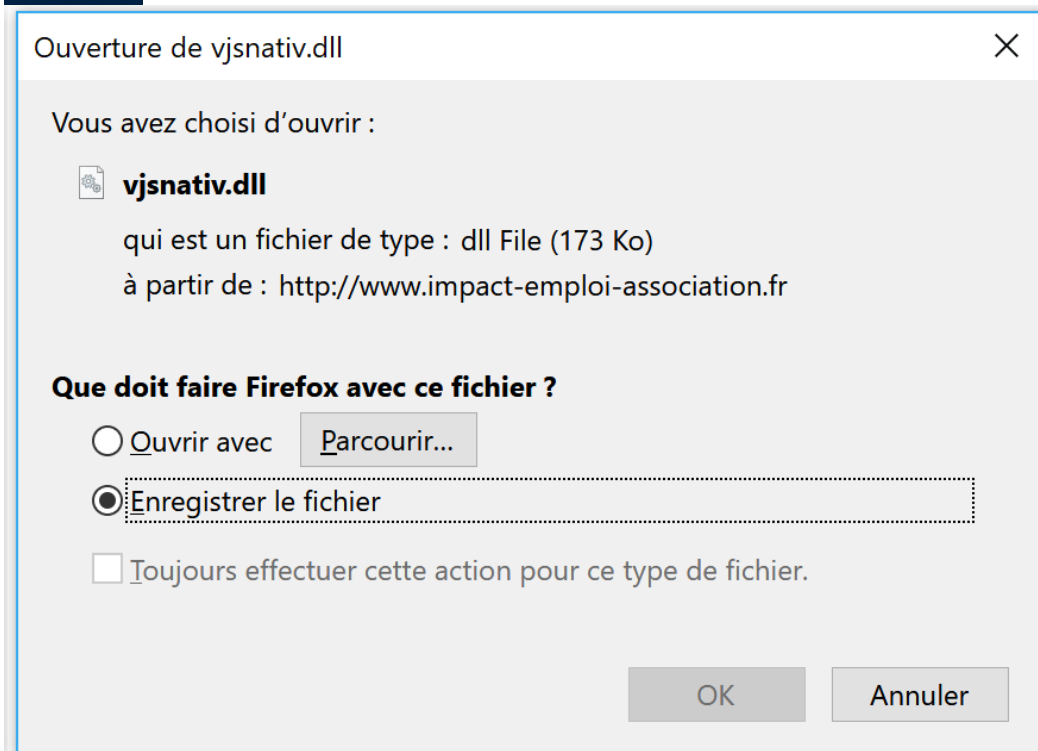 Ouverture de vjsnativ.dll
Vous avez choisi d’ouvrir :
vjsnativ.dll
qui est un fichier de type : dll File (173 Ko)
à partir de : http://www.impact-emploi-association.fr
Que doit faire Firefox avec ce fichier ?
Ouvrir avec Parcourir...
Enregistrer le fichier
Toujours effectuer cette action pour ce type de fichier.
OK Annuler